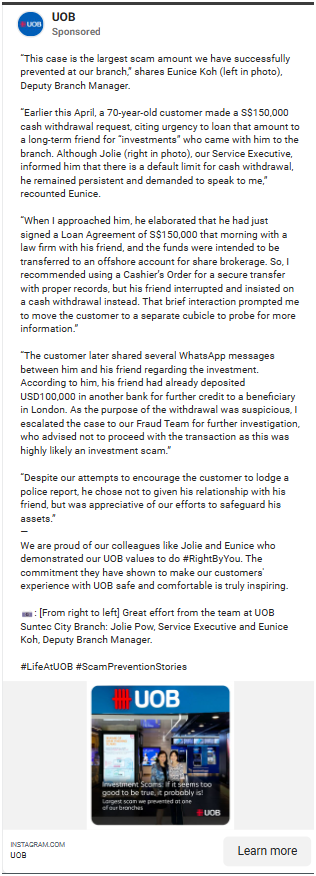 UOB
UOB
Sponsored
"This case is the largest scam amount we have successfully
prevented at our branch," shares Eunice Koh (left in photo),
Deputy Branch Manager.
"Earlier this April, a 70-year-old customer made a S$150,000
cash withdrawal request, citing urgency to loan that amount to
a long-term friend for "investments" who came with him to the
branch. Although Jolie (right in photo), our Service Executive,
informed him that there is a default limit for cash withdrawal,
he remained persistent and demanded to speak to me,"
recounted Eunice.
"When I approached him, he elaborated that he had just
signed a Loan Agreement of S$150,000 that morning with a
law firm with his friend, and the funds were intended to be
transferred to an offshore account for share brokerage. So, I
recommended using a Cashier's Order for a secure transfer
with proper records, but his friend interrupted and insisted on
a cash withdrawal instead. That brief interaction prompted me
to move the customer to a separate cubicle to probe for more
information."
"The customer later shared several WhatsApp messages
between him and his friend regarding the investment.
According to him, his friend had already deposited
USD100,000 in another bank for further credit to a beneficiary
in London. As the purpose of the withdrawal was suspicious, I
escalated the case to our Fraud Team for further investigation,
who advised not to proceed with the transaction as this was
highly likely an investment scam."
"Despite our attempts to encourage the customer to lodge a
police report, he chose not to given his relationship with his
friend, but was appreciative of our efforts to safeguard his
assets."
—
We are proud of our colleagues like Jolie and Eunice who
demonstrated our UOB values to do #RightByYou. The
commitment they have shown to make our customers'
experience with UOB safe and comfortable is truly inspiring.
📷 : [From right to left] Great effort from the team at UOB
Suntec City Branch: Jolie Pow, Service Executive and Eunice
Koh, Deputy Branch Manager.
#LifeAtUOB #ScamPreventionStories
UOB
Investment Scams: If it seems too
good to be true, it probably is!
Largest scam we prevented at one
of our branches
UOB
INSTAGRAM.COM
UOB
Learn more